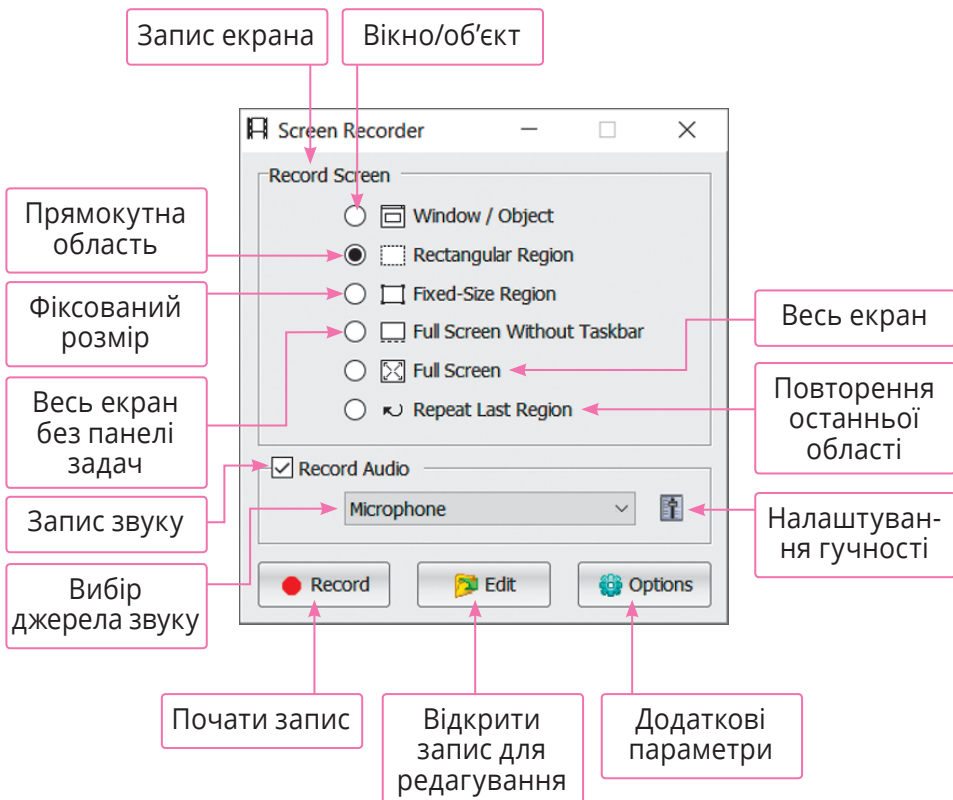 Запис екрана
Вікно/об’єкт
Screen Recorder
Record Screen
Window / Object
Rectangular Region
Fixed-Size Region
Full Screen Without Taskbar
Full Screen
Repeat Last Region
Record Audio
Microphone
Record
Edit
Options
Прямокутна
область
Фіксований
розмір
Весь екран
без панелі
задач
Запис звуку
Вибір
джерела звуку
Весь екран
Повторення
останньої
області
Налаштуван-
ня гучності
Почати запис
Відкрити
запис для
редагування
Додаткові
параметри